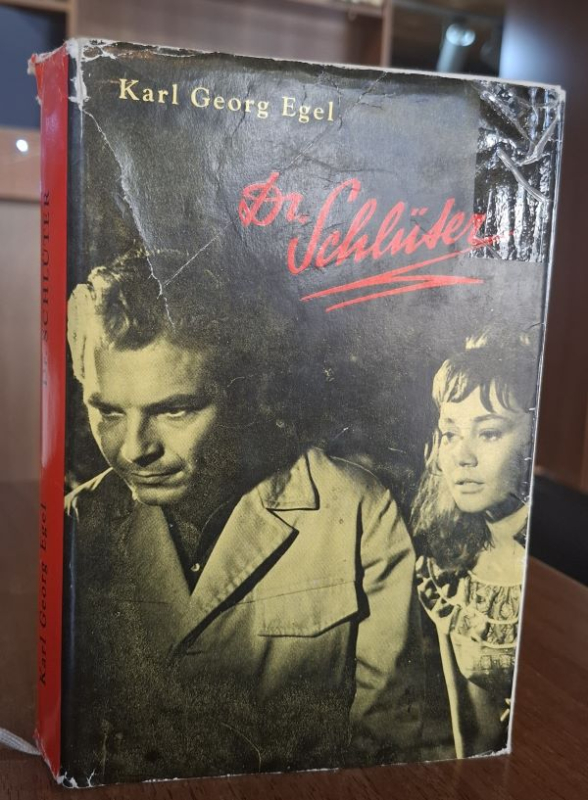 Karl Georg Egel
Dr. Schlüter
Karl Georg Egel
SCHLÜTER